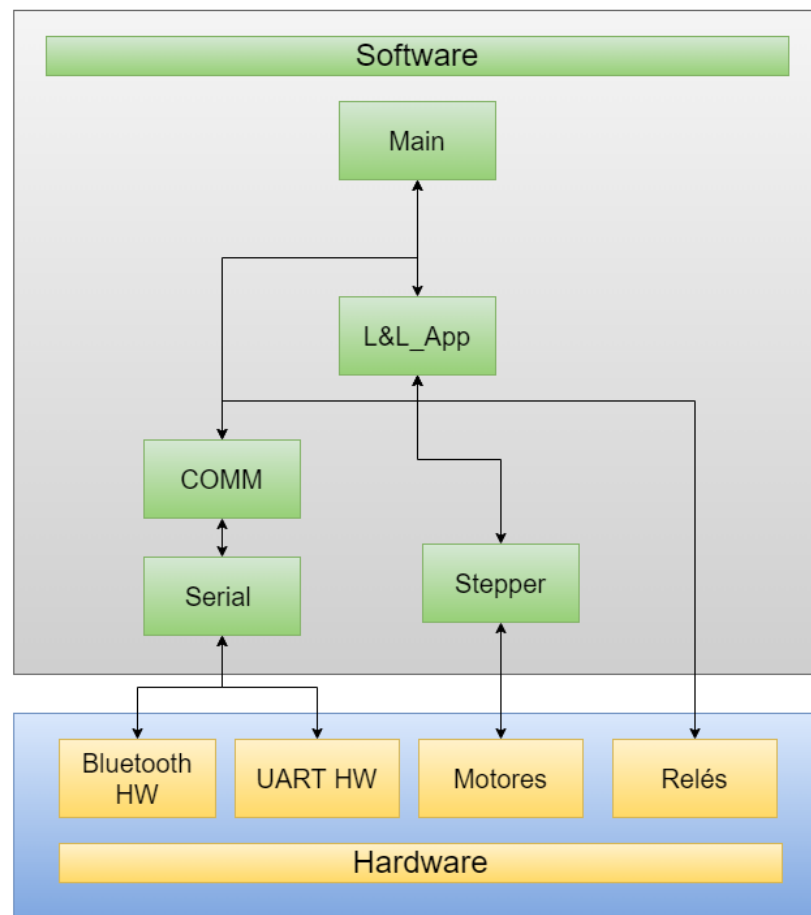 Software
Main
L&L_App
COMM
Serial
Stepper
Bluetooth
HW
UART HW
Motores
Relés
Hardware